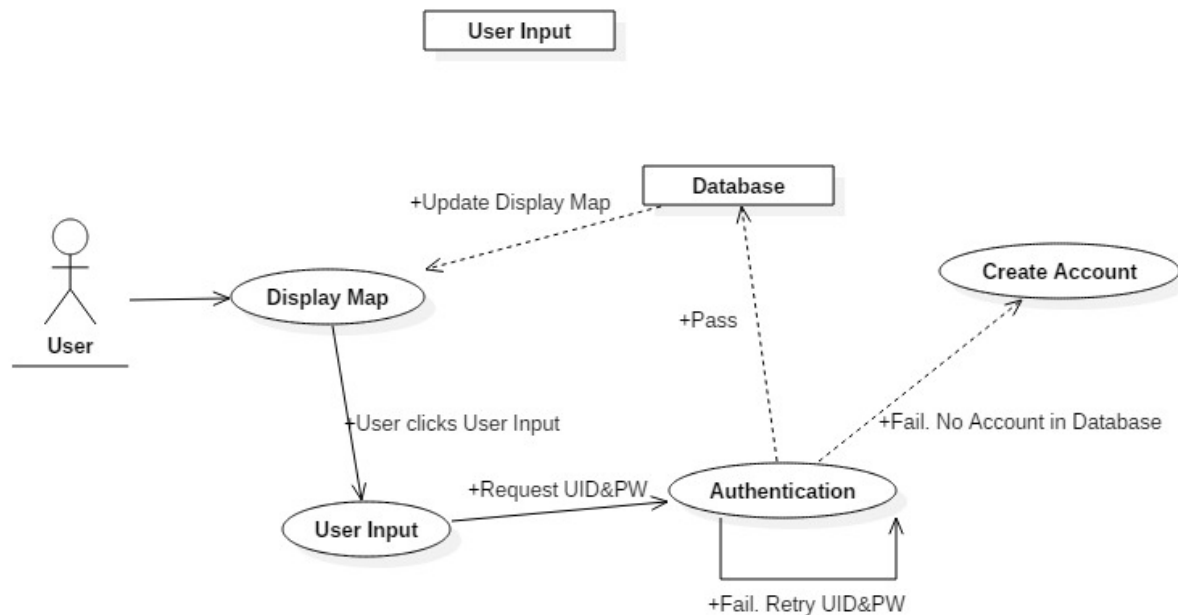 User Input
Database
+Update Display Map
Create Account
Display Map
+Pass
User
+User clicks User Input
+Fail. No Account in Database
+Request UID&PW
Authentication
User Input
+Fail. Retry UID&PW